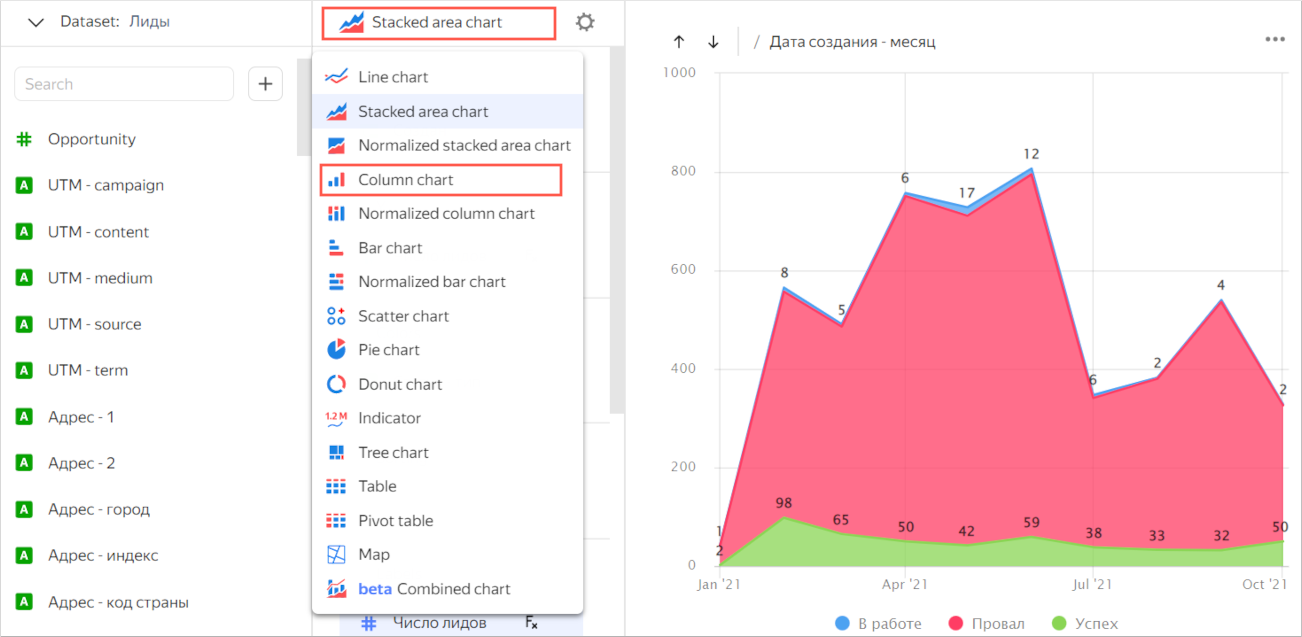 Dataset: Лиды
Search
+
Opportunity
A UTM - campaign
A UTM - content
A UTM - medium
A UTM - source
A UTM - term
A Адрес - 1
A Адрес - 2
A Адрес - город
A Адрес - индекс
A Адрес - код страны
Stacked area chart
Line chart
Stacked area chart
Normalized stacked area chart
Column chart
Normalized column chart
Bar chart
Normalized bar chart
Scatter chart
Pie chart
Donut chart
1.2 M Indicator
Tree chart
Table
Pivot table
Map
beta Combined chart
# Число лидов Fx
/ Дата создания - месяц
1000
800
600
400
200
0
1
2
8
5
6
17
12
6
2
4
2
98
65
50
42
59
38
33
32
50
Jan '21
Apr '21
Jul '21
Oct '21
В работе
Провал
Успех